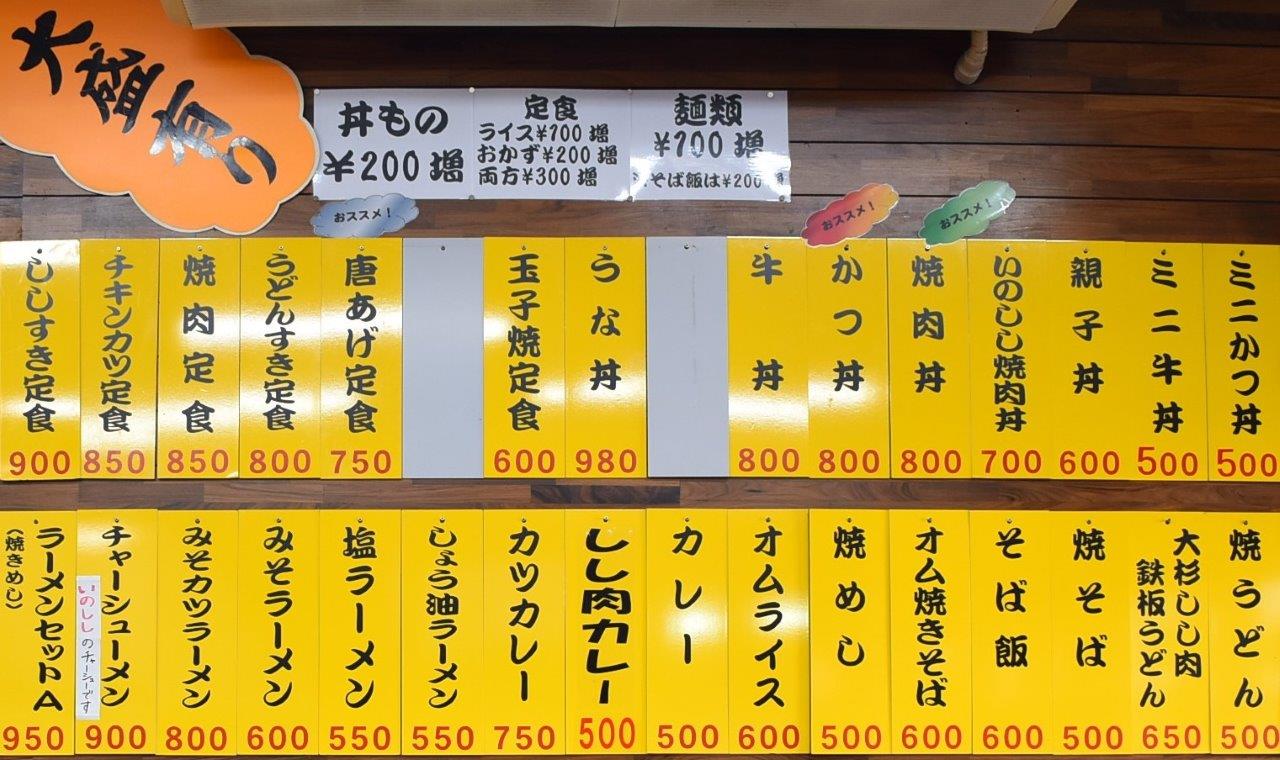 大盛有り
丼もの
¥200 増
定食
ライス¥100 増
おかず¥200 増
両方¥300 増
麺類
¥100 増
そば飯は¥200増
おススメ！
おススメ！
おススメ！
ししすき定食
900
チキンカツ定食
850
焼肉定食
850
うどんすき定食
800
唐あげ定食
750
玉子焼定食
600
うな丼
980
牛丼
800
かつ丼
800
焼肉丼
800
いのしし焼肉丼
700
親子丼
600
ミニ牛丼
500
ミニかつ丼
500
ラーメンセットA
(焼きめし)
950
チャーシューメン
いのししのチャーシューです
900
みそカツラーメン
800
みそラーメン
600
塩ラーメン
550
しょう油ラーメン
550
カツカレー
750
しし肉カレー
500
カレー
500
オムライス
600
焼めし
500
オム焼きそば
600
そば飯
600
焼そば
500
大杉しし肉
鉄板うどん
650
焼うどん
500